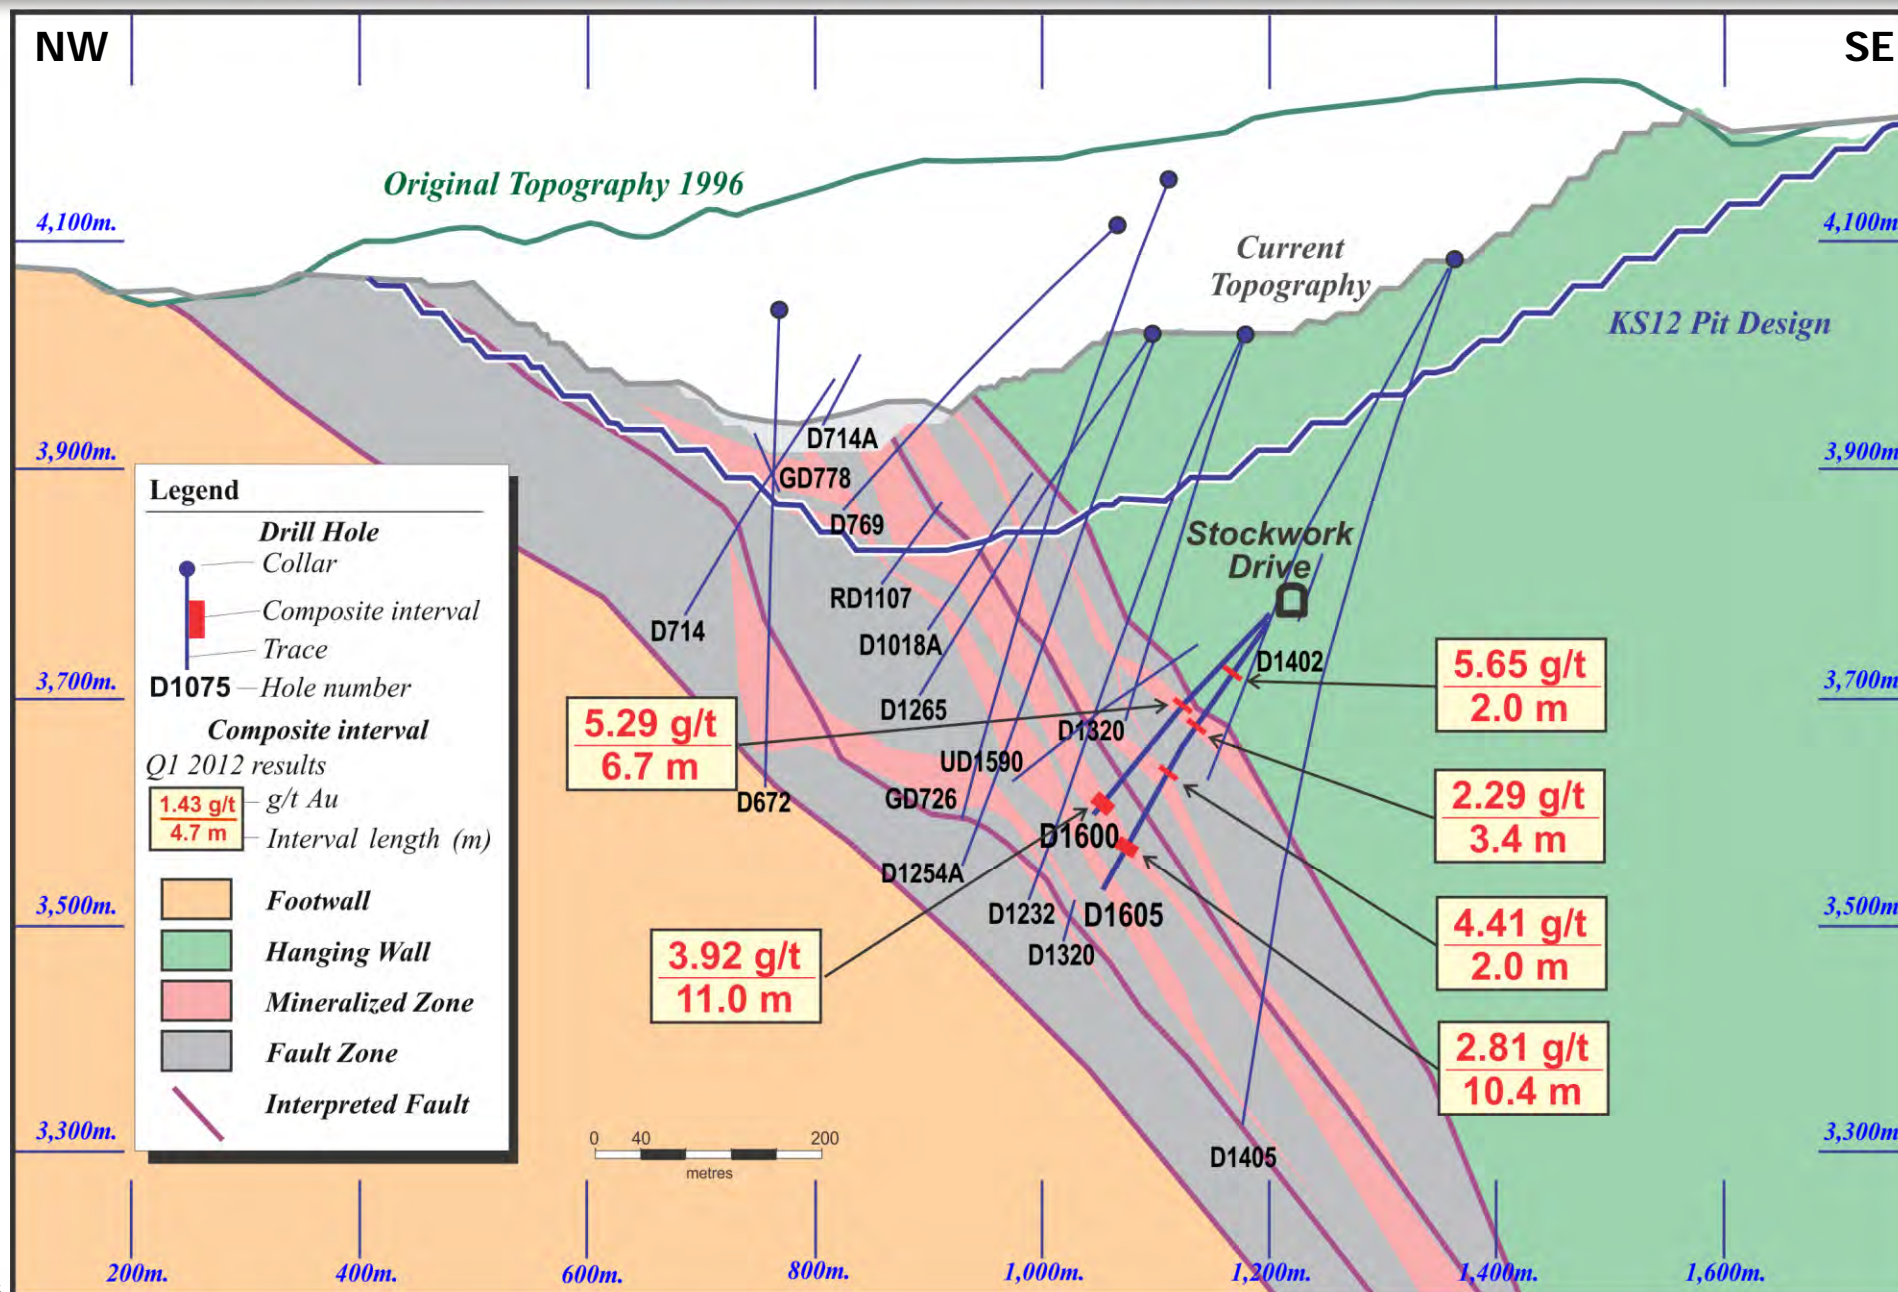 NW
SE
Original Topography 1996
4,100m.
4,100m.
Current
Topography
KS12 Pit Design
D714A
3,900m.
3,900m.
GD778
D769
Stockwork
Drive
RD1107
D714
D1018A
D1402
D1265
D1320
UD1590
GD726
D672
3,700m.
Legend
Drill Hole
Collar
Composite interval
Trace
D1075
Hole number
Composite interval
Q1 2012 results
1.43 g/t
4.7 m
g/t Au
Interval length (m)
Footwall
Hanging Wall
Mineralized Zone
Fault Zone
Interpreted Fault
5.29 g/t
6.7 m
5.65 g/t
2.0 m
3,700m
2.29 g/t
3.4 m
D1600
D1254A
D1232
D1605
D1320
3.92 g/t
11.0 m
4.41 g/t
2.0 m
3,500m.
3,500m
2.81 g/t
10.4 m
3,300m.
3,300m
0 40 200
metres
D1405
200m.
400m.
600m.
800m.
1,000m.
1,200m.
1,400m.
1,600m.